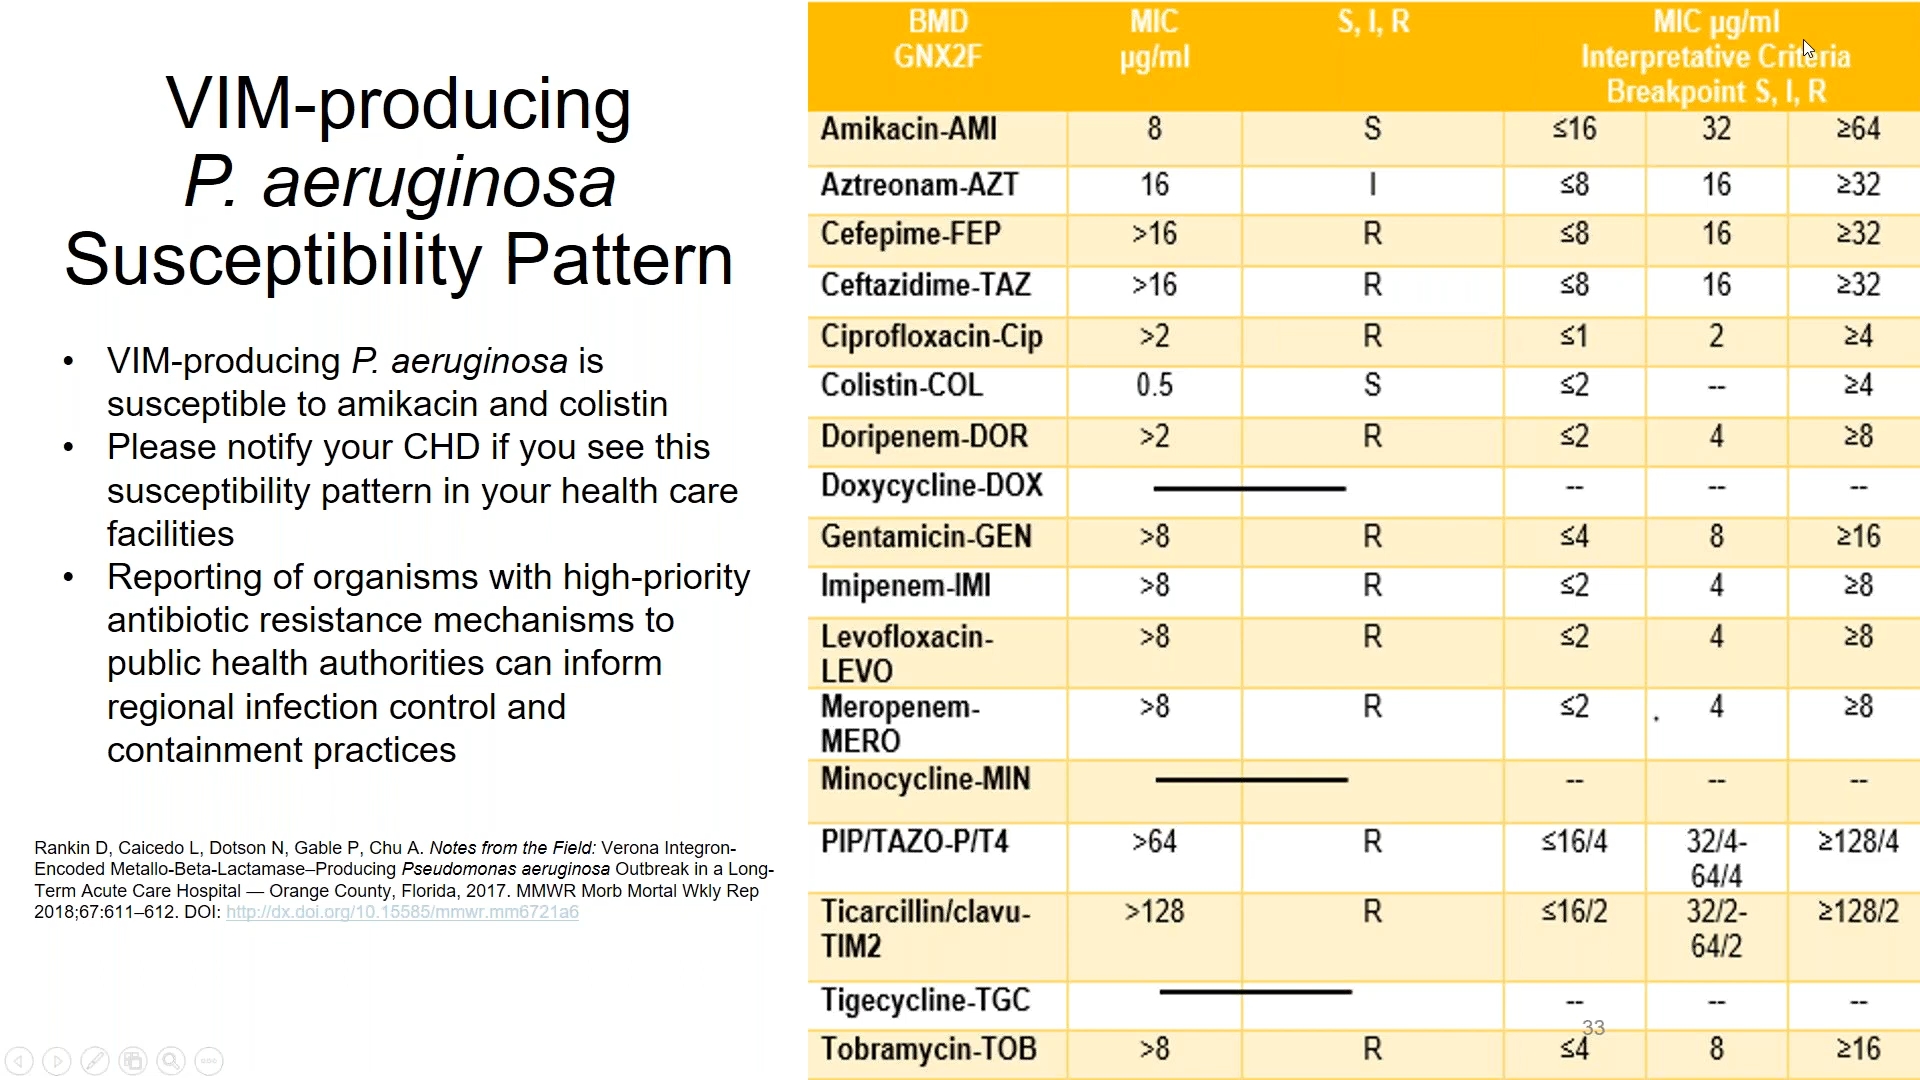 VIM-producing
P. aeruginosa
Susceptibility Pattern
• VIM-producing P. aeruginosa is
susceptible to amikacin and colistin
• Please notify your CHD if you see this
susceptibility pattern in your health care
facilities
• Reporting of organisms with high-priority
antibiotic resistance mechanisms to
public health authorities can inform
regional infection control and
containment practices
Rankin D, Caicedo L, Dotson N, Gable P, Chu A. Notes from the Field: Verona Integron-
Encoded Metallo-Beta-Lactamase–Producing Pseudomonas aeruginosa Outbreak in a Long-
Term Acute Care Hospital — Orange County, Florida, 2017. MMWR Morb Mortal Wkly Rep
2018;67:611–612. DOI: http://dx.doi.org/10.15585/mmwr.mm6721a6
BMD MIC S, I, R MIC µg/ml
GNX2F µg/ml Interpretative Criteria
Breakpoint S, I, R
Amikacin-AMI 8 S ≤16 32 ≥64
Aztreonam-AZT 16 I ≤8 16 ≥32
Cefepime-FEP >16 R ≤8 16 ≥32
Ceftazidime-TAZ >16 R ≤8 16 ≥32
Ciprofloxacin-Cip >2 R ≤1 2 ≥4
Colistin-COL 0.5 S ≤2 -- ≥4
Doripenem-DOR >2 R ≤2 4 ≥8
Doxycycline-DOX -- -- --
Gentamicin-GEN >8 R ≤4 8 ≥16
Imipenem-IMI >8 R ≤2 4 ≥8
Levofloxacin- >8 R ≤2 4 ≥8
LEVO
Meropenem- >8 R ≤2 4 ≥8
MERO
Minocycline-MIN -- -- --
PIP/TAZO-P/T4 >64 R ≤16/4 32/4- ≥128/4
64/4
Ticarcillin/clavu- >128 R ≤16/2 32/2- ≥128/2
TIM2 64/2
Tigecycline-TGC -- -- --
33
Tobramycin-TOB >8 R ≤4 8 ≥16